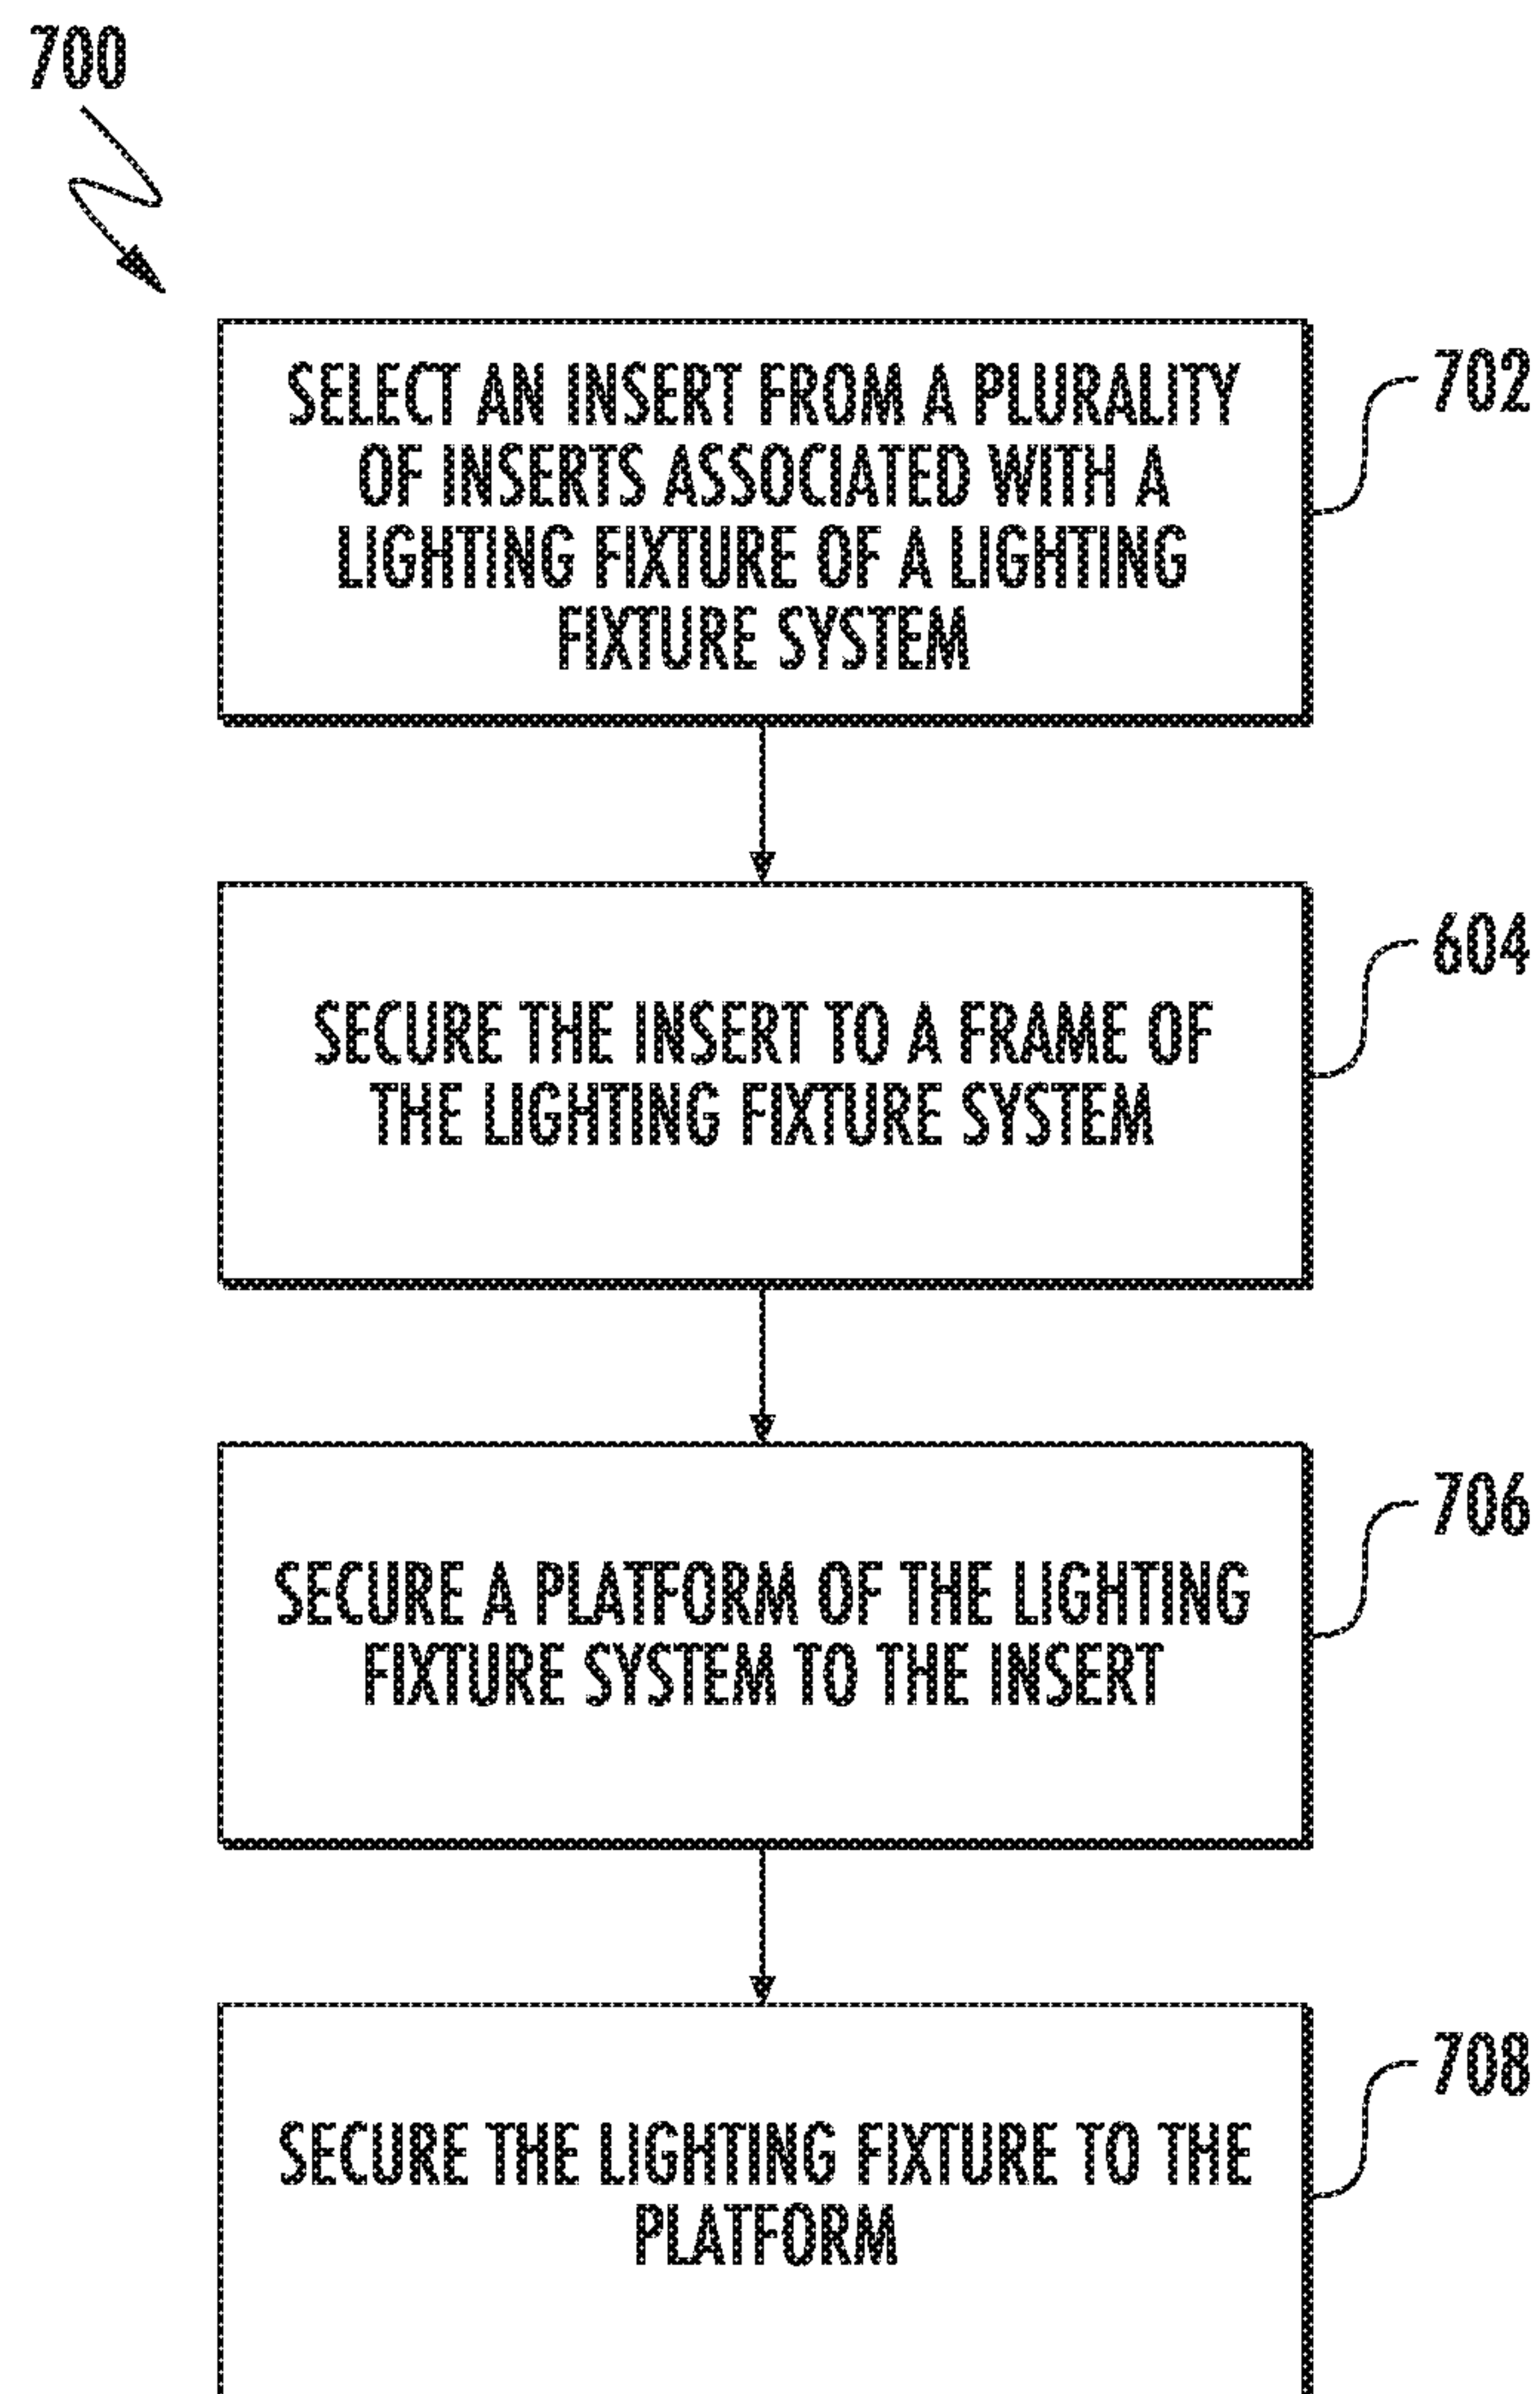 700
SELECT AN INSERT FROM A PLURALITY
OF INSERTS ASSOCIATED WITH A
LIGHTING FIXTURE OF A LIGHTING
FIXTURE SYSTEM
702
SECURE THE INSERT TO A FRAME OF
THE LIGHTING FIXTURE SYSTEM
604
SECURE A PLATFORM OF THE LIGHTING
FIXTURE SYSTEM TO THE INSERT
706
SECURE THE LIGHTING FIXTURE TO THE
PLATFORM
708